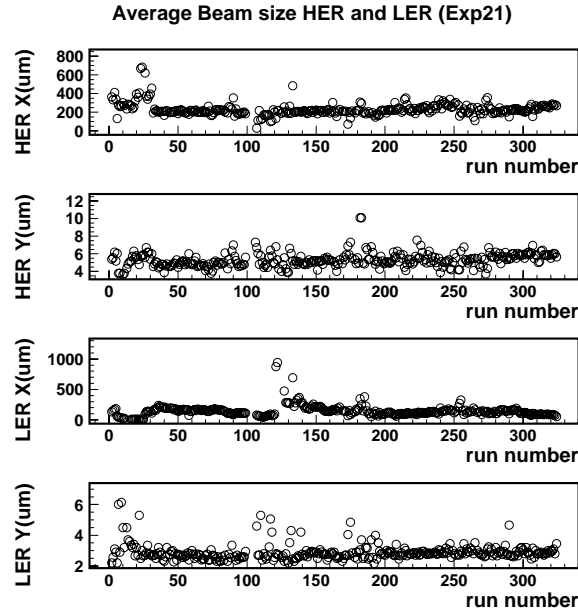 Average Beam size HER and LER (Exp21)
HER X(um)
800
600
400
200
0
0 50 100 150 200 250 300
run number
HER Y(um)
12
10
8
6
4
0 50 100 150 200 250 300
run number
LER X(um)
1000
500
0
0 50 100 150 200 250 300
run number
LER Y(um)
6
4
2
0 50 100 150 200 250 300
run number